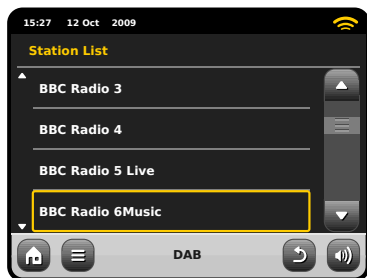 15:27 12 Oct 2009
Station List
BBC Radio 3
BBC Radio 4
BBC Radio 5 Live
BBC Radio 6Music
DAB